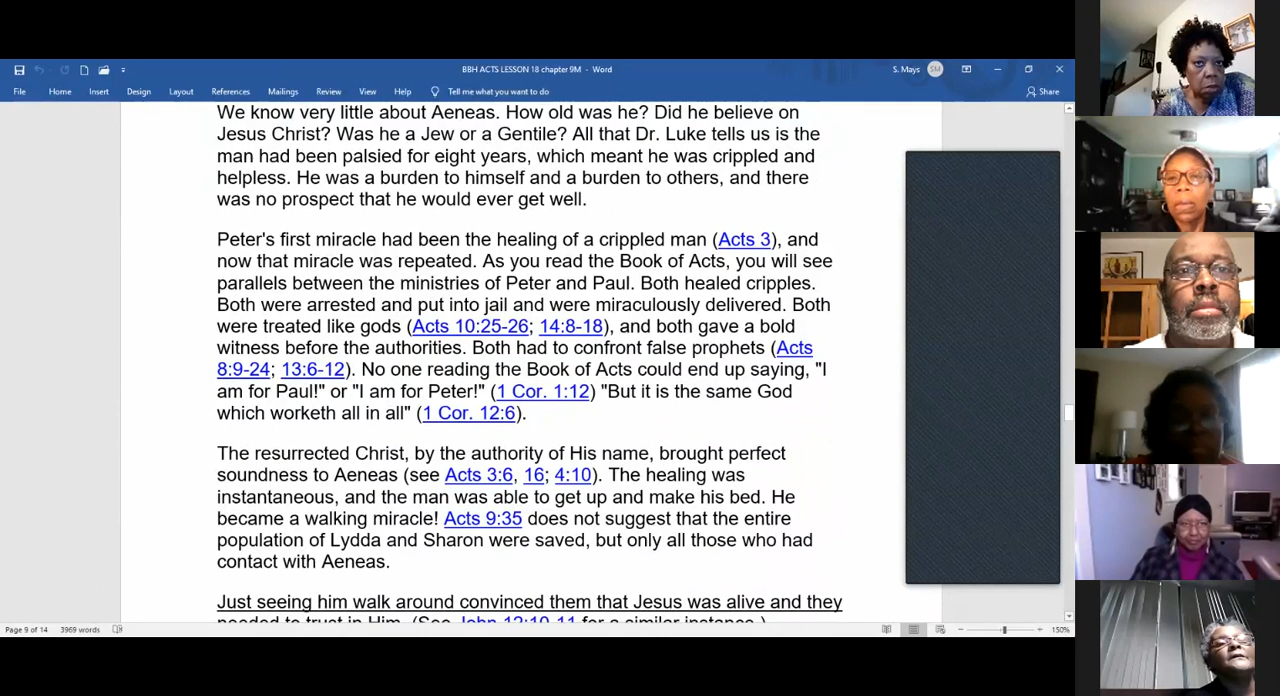 BBH ACTS LESSON 18 chapter 9M - Word
S. Mays SM
File Home Insert Design Layout References Mailings Review View Help Tell me what you want to do Share
We know very little about Aeneas. How old was he? Did he believe on
Jesus Christ? Was he a Jew or a Gentile? All that Dr. Luke tells us is the
man had been palsied for eight years, which meant he was crippled and
helpless. He was a burden to himself and a burden to others, and there
was no prospect that he would ever get well.
Peter's first miracle had been the healing of a crippled man (Acts 3), and
now that miracle was repeated. As you read the Book of Acts, you will see
parallels between the ministries of Peter and Paul. Both healed cripples.
Both were arrested and put into jail and were miraculously delivered. Both
were treated like gods (Acts 10:25-26; 14:8-18), and both gave a bold
witness before the authorities. Both had to confront false prophets (Acts
8:9-24; 13:6-12). No one reading the Book of Acts could end up saying, "I
am for Paul!" or "I am for Peter!" (1 Cor. 1:12) "But it is the same God
which worketh all in all" (1 Cor. 12:6).
The resurrected Christ, by the authority of His name, brought perfect
soundness to Aeneas (see Acts 3:6, 16; 4:10). The healing was
instantaneous, and the man was able to get up and make his bed. He
became a walking miracle! Acts 9:35 does not suggest that the entire
population of Lydda and Sharon were saved, but only all those who had
contact with Aeneas.
Just seeing him walk around convinced them that Jesus was alive and they
needed to trust in Him. (See John 12:10-11 for a similar instance.)
Page 9 of 14 3969 words 150%